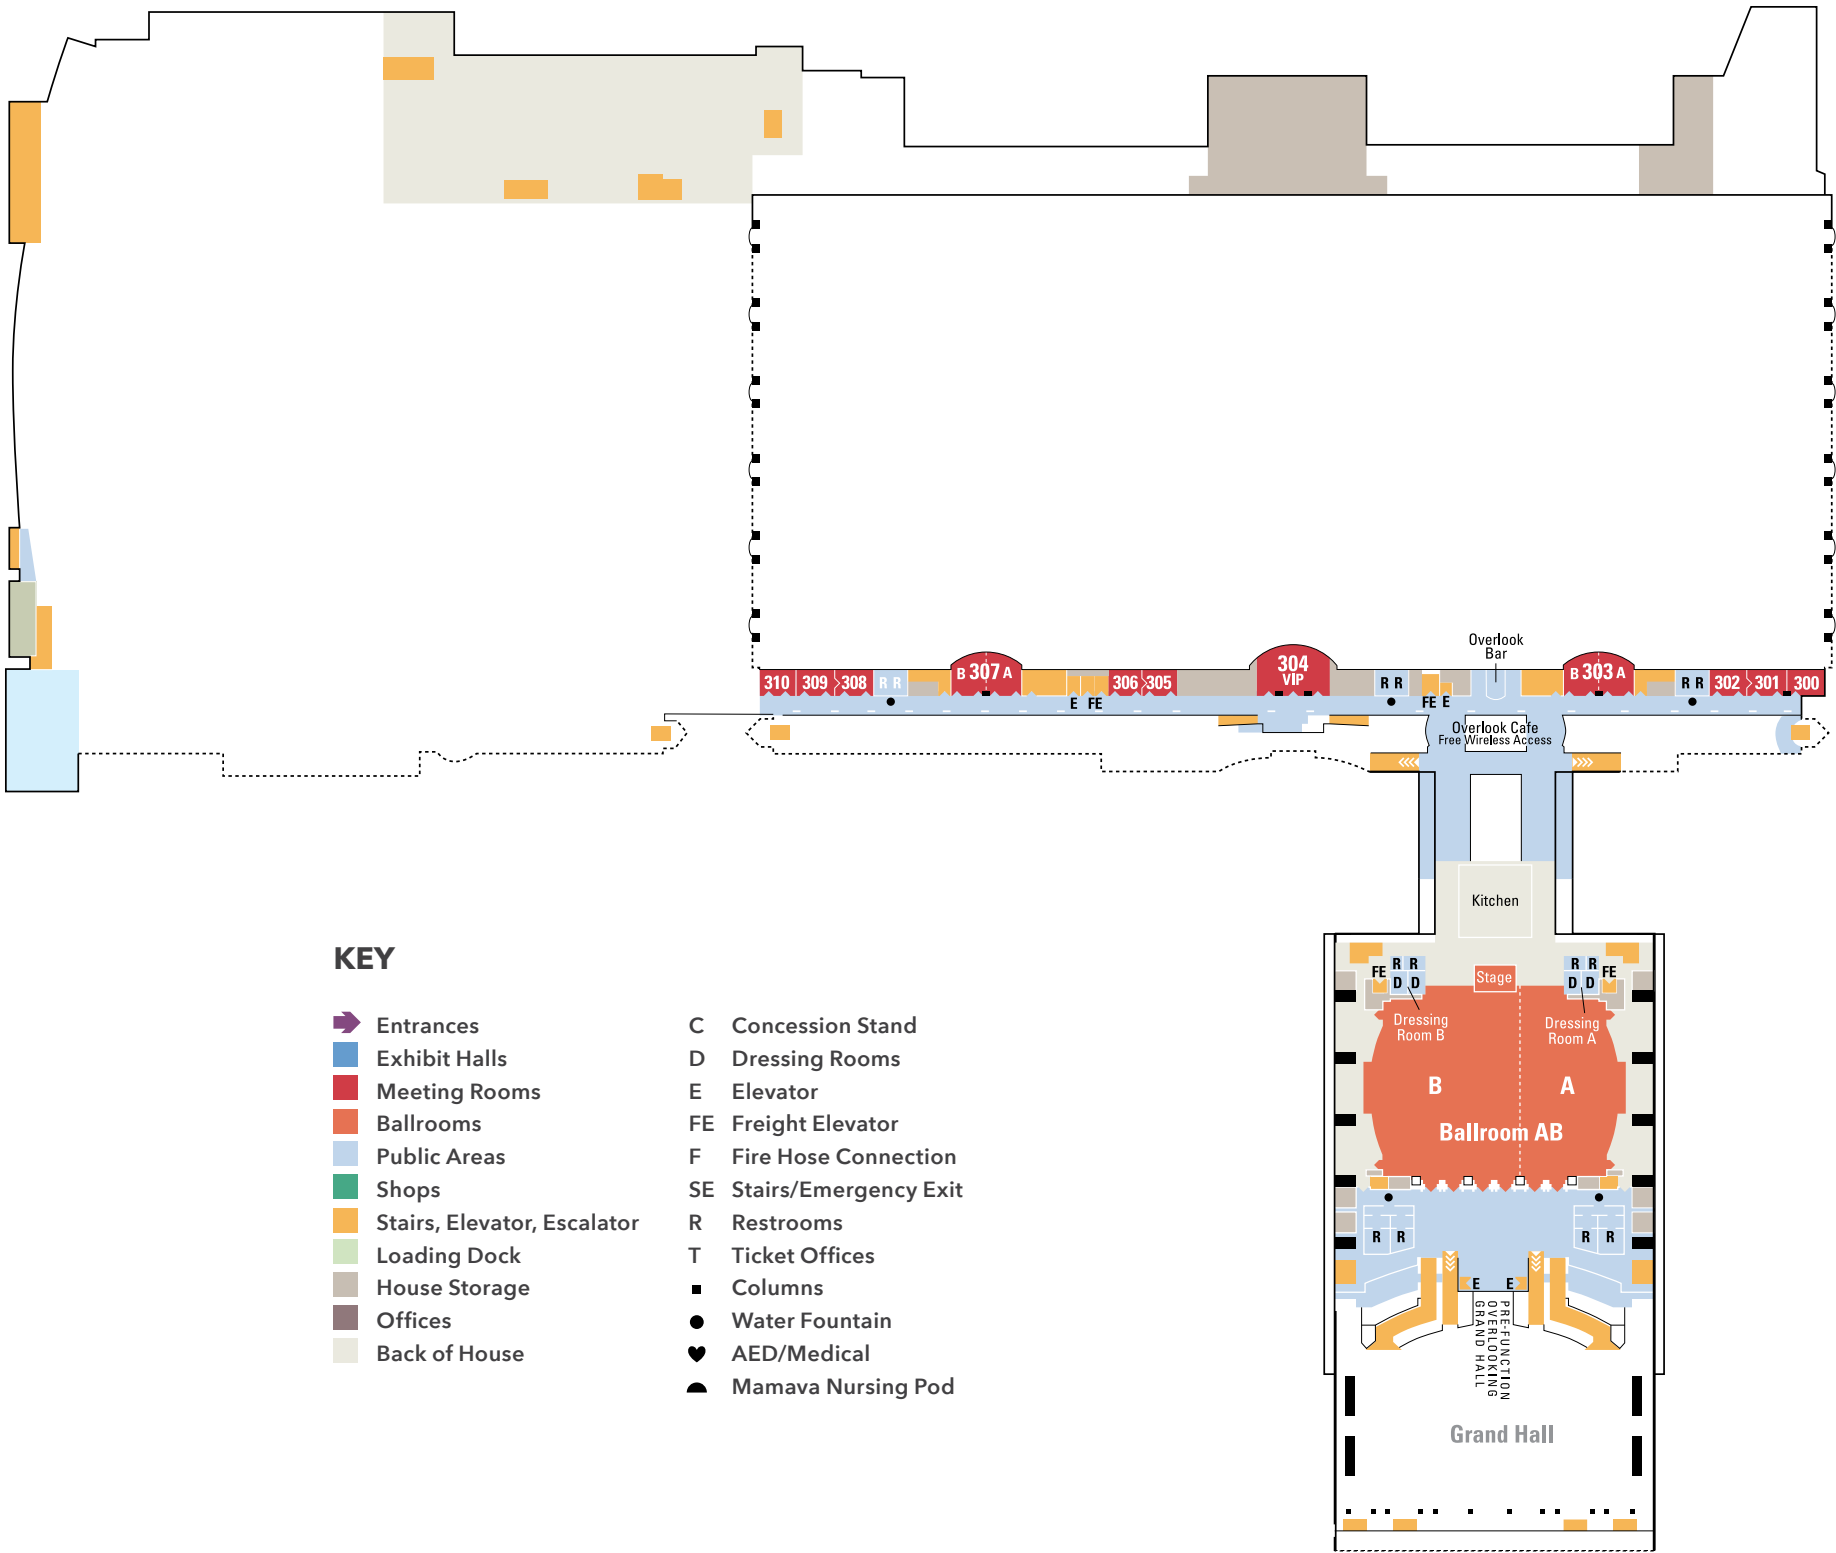 Overlook
Bar
310 309 308 R R B 307 A 306 305 304 R R B 303 A R R 302 301 300
VIP
E FE FE E
Overlook Cafe
Free Wireless Access
Kitchen
R R R R
FE D D Stage D D FE
Dressing
Room B
Dressing
Room A
B A
Ballroom AB
R R R R
E E
PRE-FUNCTION
OVERLOOKING
GRAND HALL
Grand Hall
KEY
Entrances
Exhibit Halls
Meeting Rooms
Ballrooms
Public Areas
Shops
Stairs, Elevator, Escalator
Loading Dock
House Storage
Offices
Back of House
C Concession Stand
D Dressing Rooms
E Elevator
FE Freight Elevator
F Fire Hose Connection
SE Stairs/Emergency Exit
R Restrooms
T Ticket Offices
Columns
Water Fountain
AED/Medical
Mamava Nursing Pod